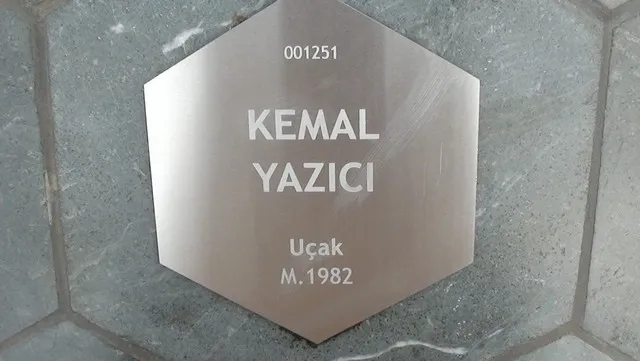 001251
KEMAL
YAZICI
Uçak
M.1982